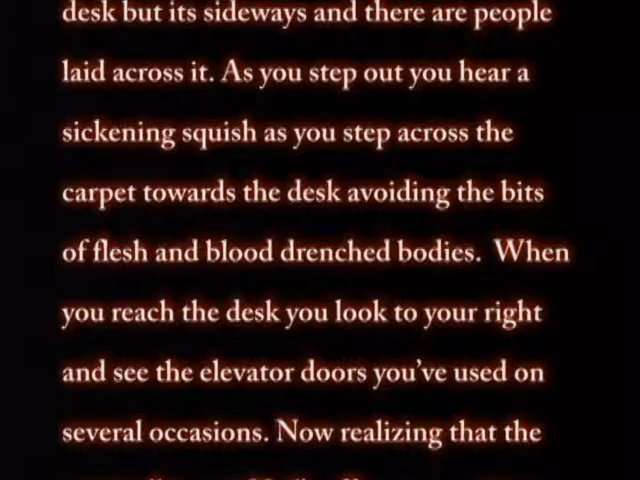 desk but its sideways and there are people
laid across it. As you step out you hear a
sickening squish as you step across the
carpet towards the desk avoiding the bits
of flesh and blood drenched bodies.  When
you reach the desk you look to your right
and see the elevator doors you've used on
several occasions. Now realizing that the